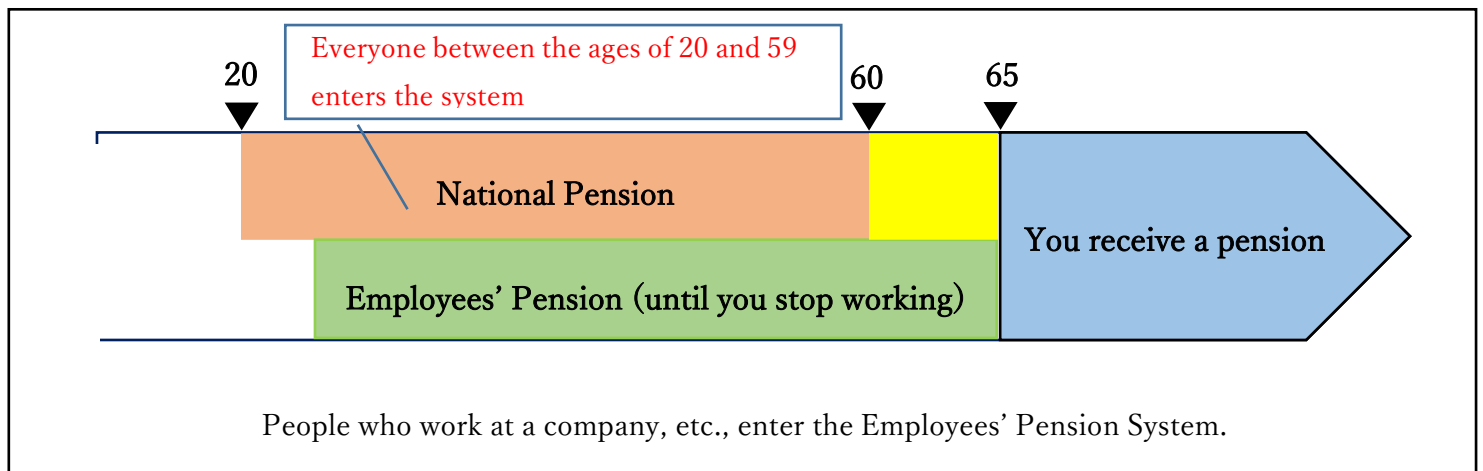 Everyone between the ages of 20 and 59
enters the system
20
60
65
National Pension
You receive a pension
Employees’ Pension (until you stop working)
People who work at a company, etc., enter the Employees’ Pension System.